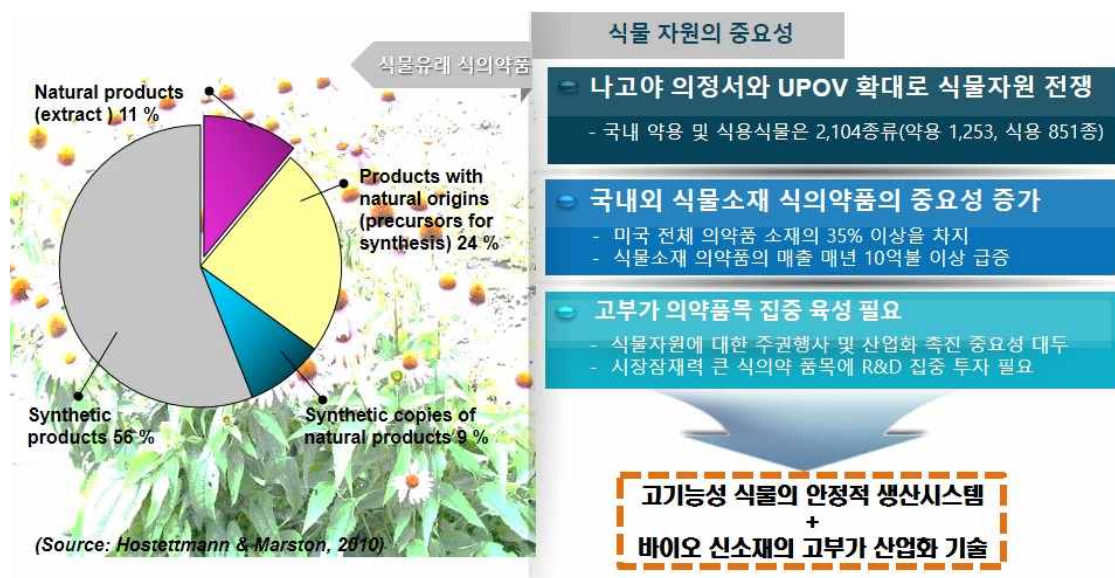 식물유래 식의약품
Natural products
(extract ) 11 %
Products with
natural origins
(precursors for
synthesis) 24 %
Synthetic
products 56 %
Synthetic copies of
natural products 9 %
(Source: Hostettmann & Marston, 2010)
식물 자원의 중요성
나고야 의정서와 UPOV 확대로 식물자원 전쟁
- 국내 약용 및 식용식물은 2,104종류(약용 1,253, 식용 851종)
국내외 식물소재 식의약품의 중요성 증가
- 미국 전체 의약품 소재의 35% 이상을 차지
- 식물소재 의약품의 매출 매년 10억불 이상 급증
고부가 의약품목 집중 육성 필요
- 식물자원에 대한 주권행사 및 산업화 촉진 중요성 대두
- 시장잠재력 큰 식의약 품목에 R&D 집중 투자 필요
고기능성 식물의 안정적 생산시스템
+
바이오 신소재의 고부가 산업화 기술